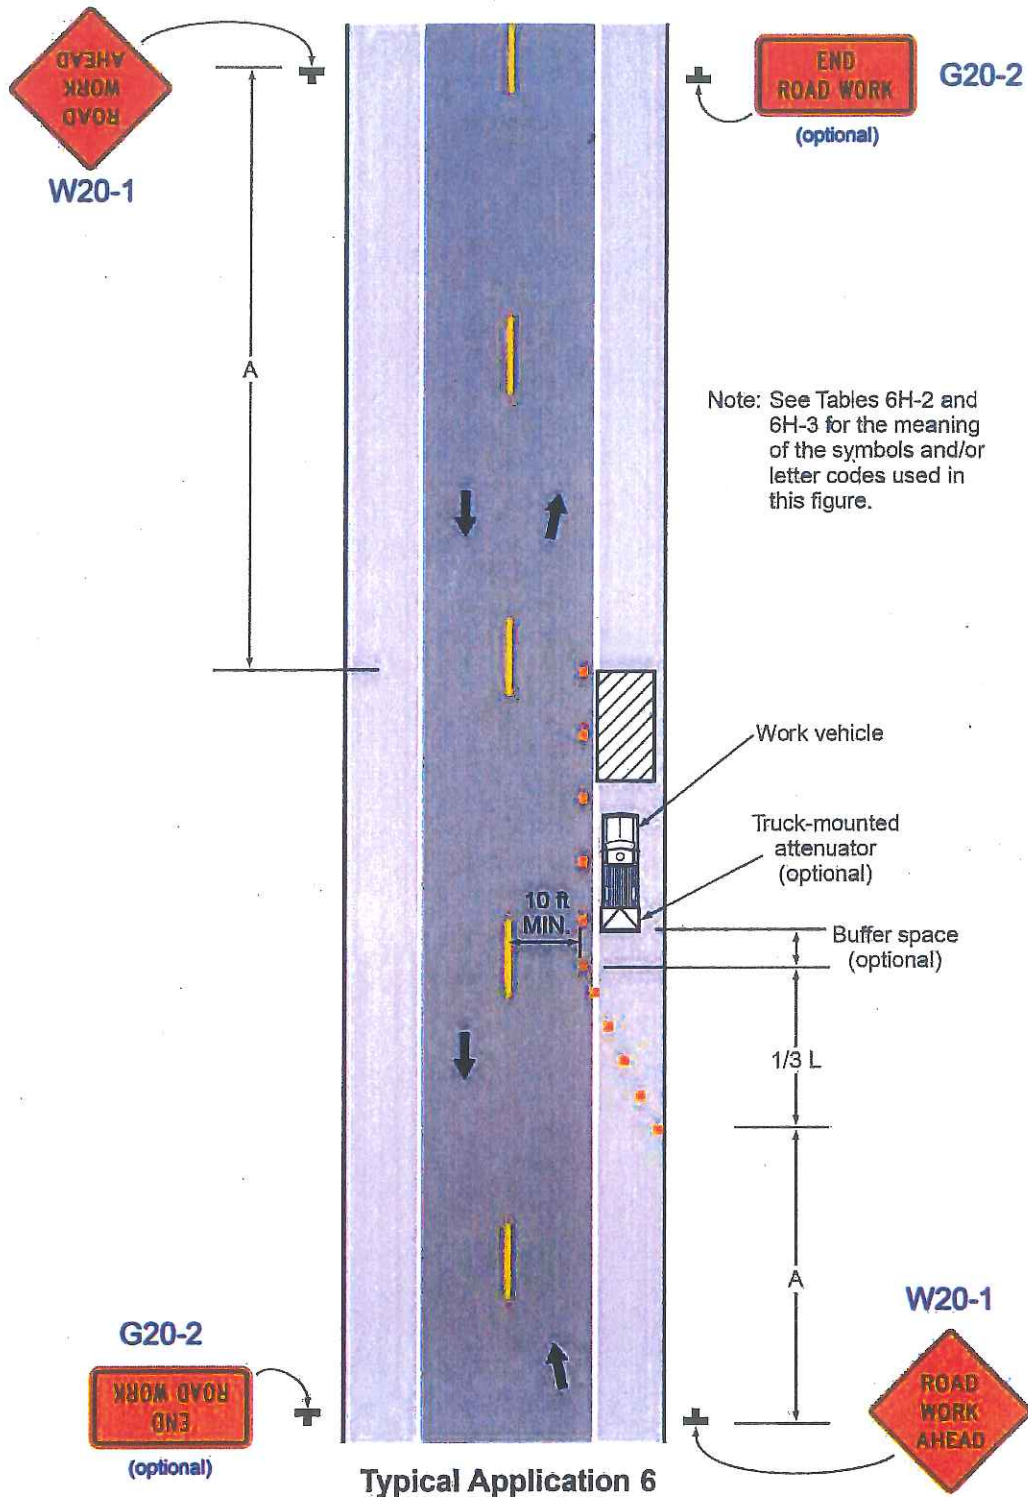 ROAD
WORK
AHEAD
W20-1
END
ROAD WORK
(optional)
G20-2
A
Note: See Tables 6H-2 and
6H-3 for the meaning
of the symbols and/or
letter codes used in
this figure.
Work vehicle
Truck-mounted
attenuator
(optional)
10 ft
MIN.
Buffer space
(optional)
1/3 L
A
W20-1
ROAD
WORK
AHEAD
G20-2
END
ROAD WORK
(optional)
Typical Application 6